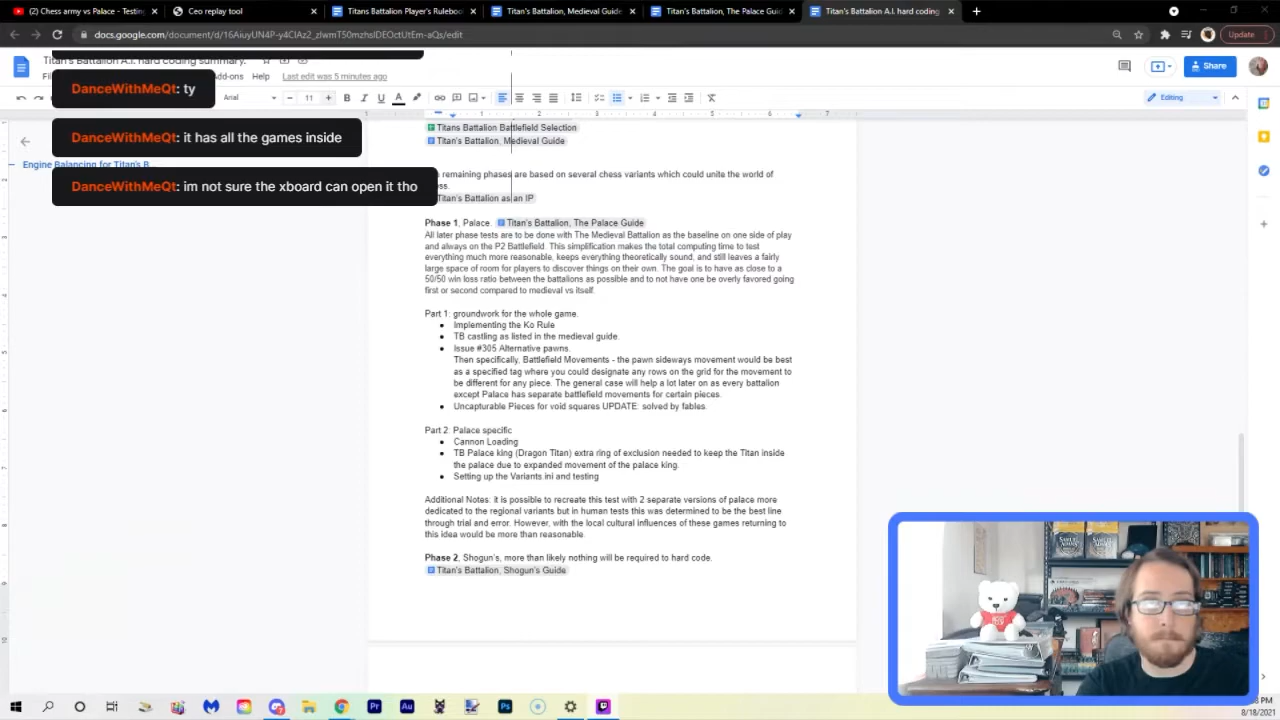 (2) Chess army v Palace - Testing
Ceo replay tool
Titans Battalion Player's Rulebook
Titan's Battalion, Medieval Guide
Titan's Battalion, The Palace Guide
Titan's Battalion A.I. hard coding
docs.google.com/document/d/16AiuyUN4P-y4ClAz2_zlwmT50mzhsIDEOctUtEm-aQs/edit
Update
Titan's Battalion A.I. hard coding summary.
Add-ons Help Last edit was 5 minutes ago
Share
Arial
11
Editing
DanceWithMeQt: ty
DanceWithMeQt: it has all the games inside
DanceWithMeQt: im not sure the xboard can open it tho
Engine Balancing for Titan's B...
Titans Battalion Battlefield Selection
Titan's Battalion, Medieval Guide
remaining phases are based on several chess variants which could unite the world of
Titan's Battalion as an IP
Phase 1, Palace. Titan's Battalion, The Palace Guide
All later phase tests are to be done with The Medieval Battalion as the baseline on one side of play
and always on the P2 Battlefield. This simplification makes the total computing time to test
everything much more reasonable, keeps everything theoretically sound, and still leaves a fairly
large space of room for players to discover things on their own. The goal is to have as close to a
50/50 win loss ratio between the battalions as possible and to not have one be overly favored going
first or second compared to medieval vs itself.
Part 1: groundwork for the whole game.
● Implementing the Ko Rule
● TB castling as listed in the medieval guide.
● Issue #305 Alternative pawns.
Then specifically, Battlefield Movements - the pawn sideways movement would be best
as a specified tag where you could designate any rows on the grid for the movement to
be different for any piece. The general case will help a lot later on as every battalion
except Palace has separate battlefield movements for certain pieces.
● Uncapturable Pieces for void squares UPDATE: solved by fables.
Part 2: Palace specific
● Cannon Loading
● TB Palace king (Dragon Titan) extra ring of exclusion needed to keep the Titan inside
the palace due to expanded movement of the palace king.
● Setting up the Variants.ini and testing
Additional Notes: it is possible to recreate this test with 2 separate versions of palace more
dedicated to the regional variants but in human tests this was determined to be the best line
through trial and error. However, with the local cultural influences of these games returning to
this idea would be more than reasonable.
Phase 2, Shogun's, more than likely nothing will be required to hard code.
Titan's Battalion, Shogun's Guide
8/18/2021